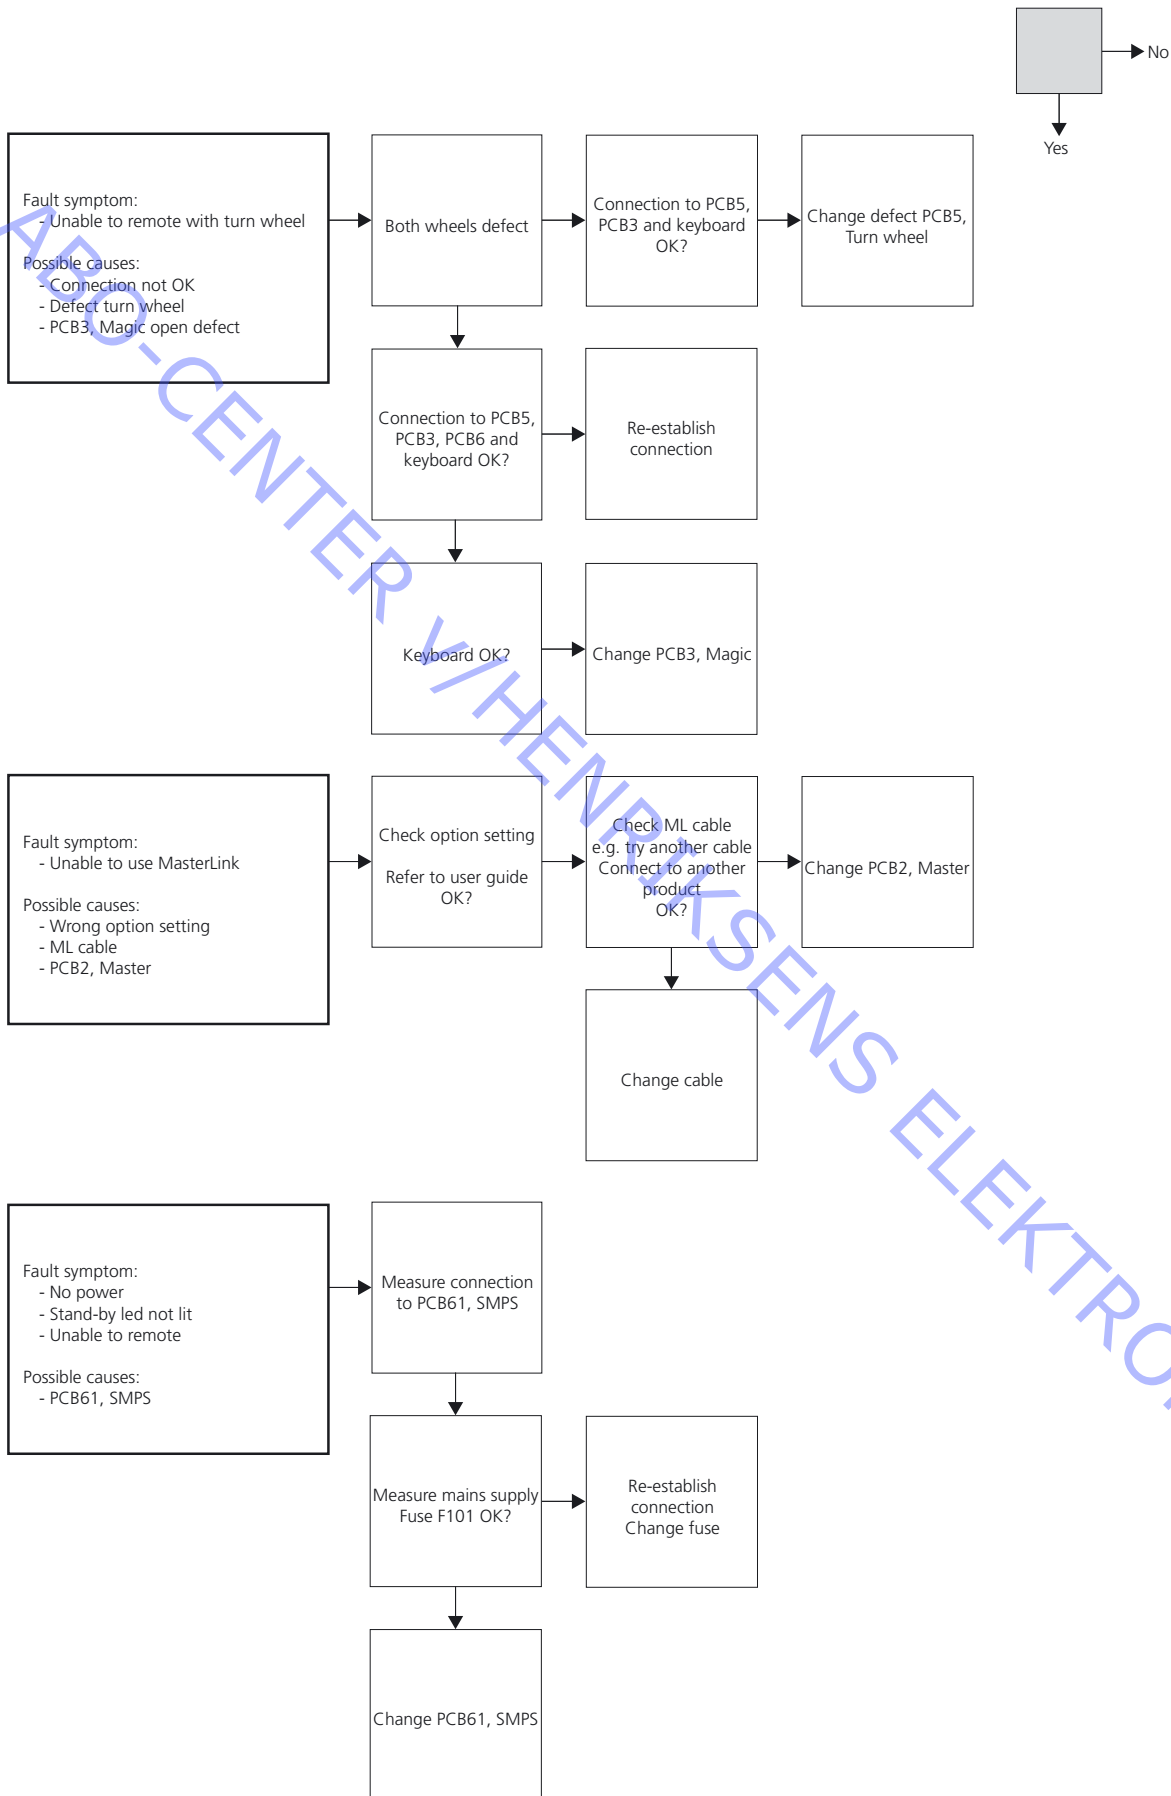 No
Yes
Fault symptom:
- Unable to remote with turn wheel
Possible causes:
- Connection not OK
- Defect turn wheel
- PCB3, Magic open defect
Both wheels defect
Connection to PCB5,
PCB3 and keyboard
OK?
Change defect PCB5,
Turn wheel
Connection to PCB5,
PCB3, PCB6 and
keyboard OK?
Re-establish
connection
Keyboard OK?
Change PCB3, Magic
Fault symptom:
- Unable to use MasterLink
Possible causes:
- Wrong option setting
- ML cable
- PCB2, Master
Check option setting
Refer to user guide
OK?
Check ML cable
e.g. try another cable
Connect to another
product
OK?
Change PCB2, Master
Change cable
Fault symptom:
- No power
- Stand-by led not lit
- Unable to remote
Possible causes:
- PCB61, SMPS
Measure connection
to PCB61, SMPS
Measure mains supply
Fuse F101 OK?
Re-establish
connection
Change fuse
Change PCB61, SMPS
ABO-CENTER v/HENRIKSENS